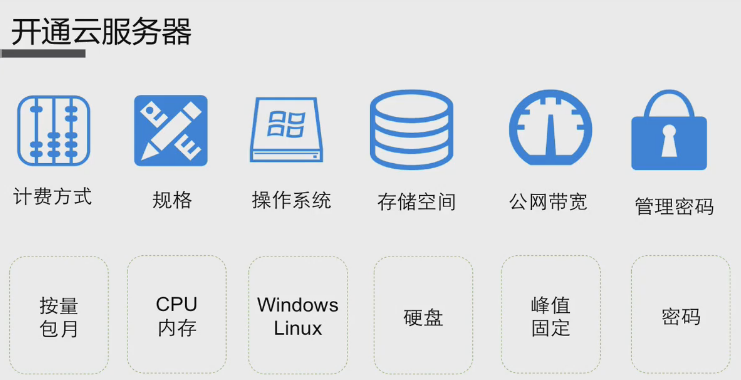 开通云服务器
计费方式
规格
操作系统
存储空间
公网带宽
管理密码
按量
包月
CPU
内存
Windows
Linux
硬盘
峰值
固定
密码